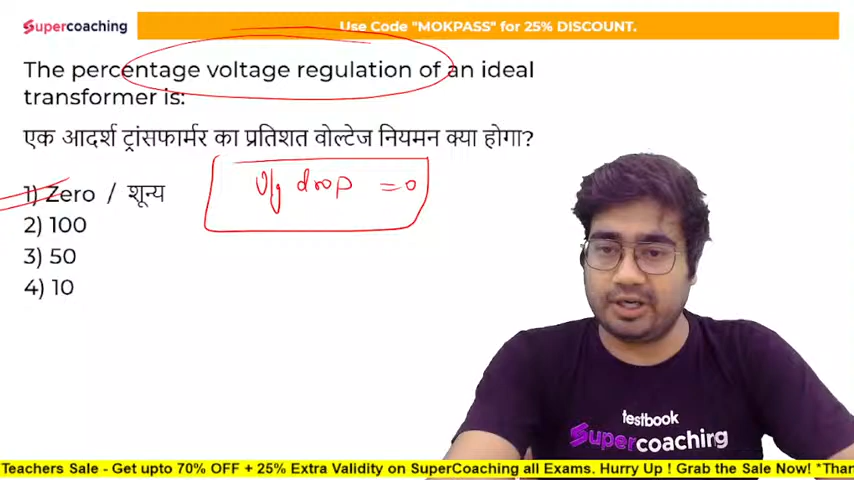 Supercoaching
Use Code "MOKPASS" for 25% DISCOUNT.
The percentage voltage regulation of an ideal
transformer is:
एक आदर्श ट्रांसफार्मर का प्रतिशत वोल्टेज नियमन क्या होगा?
1) Zero / शून्य
V/g drop = 0
2) 100
3) 50
4) 10
testbook
Supercoaching
Teachers Sale - Get upto 70% OFF + 25% Extra Validity on SuperCoaching all Exams. Hurry Up ! Grab the Sale Now! *Than